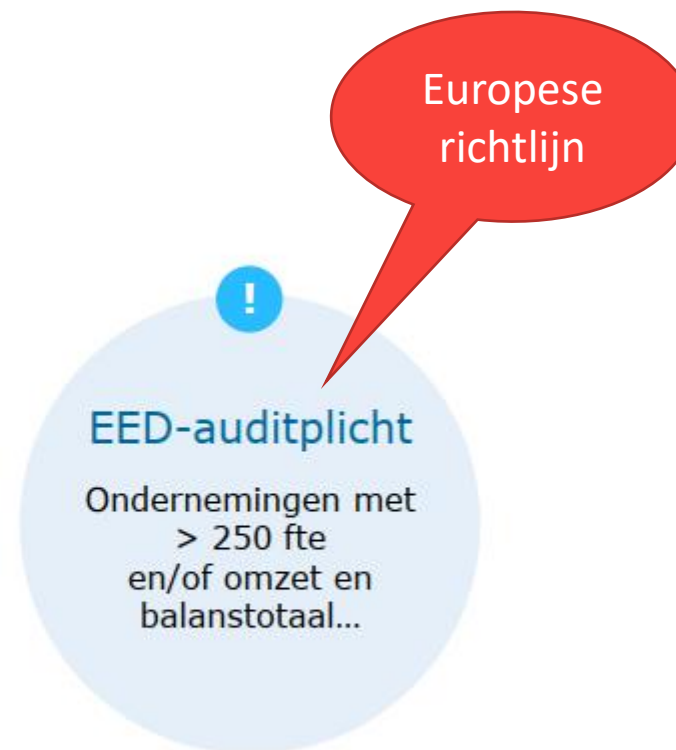 Europese
richtlijn
!
EED-auditplicht
Ondernemingen met
> 250 fte
en/of omzet en
balanstotaal...